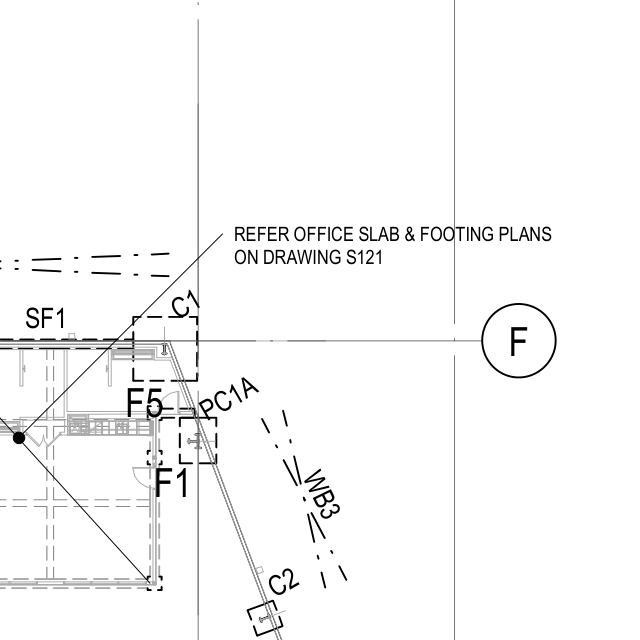 REFER OFFICE SLAB & FOOTING PLANS
ON DRAWING S121
C1
SF1
F
F5
PC1A
F1
WB3
C2